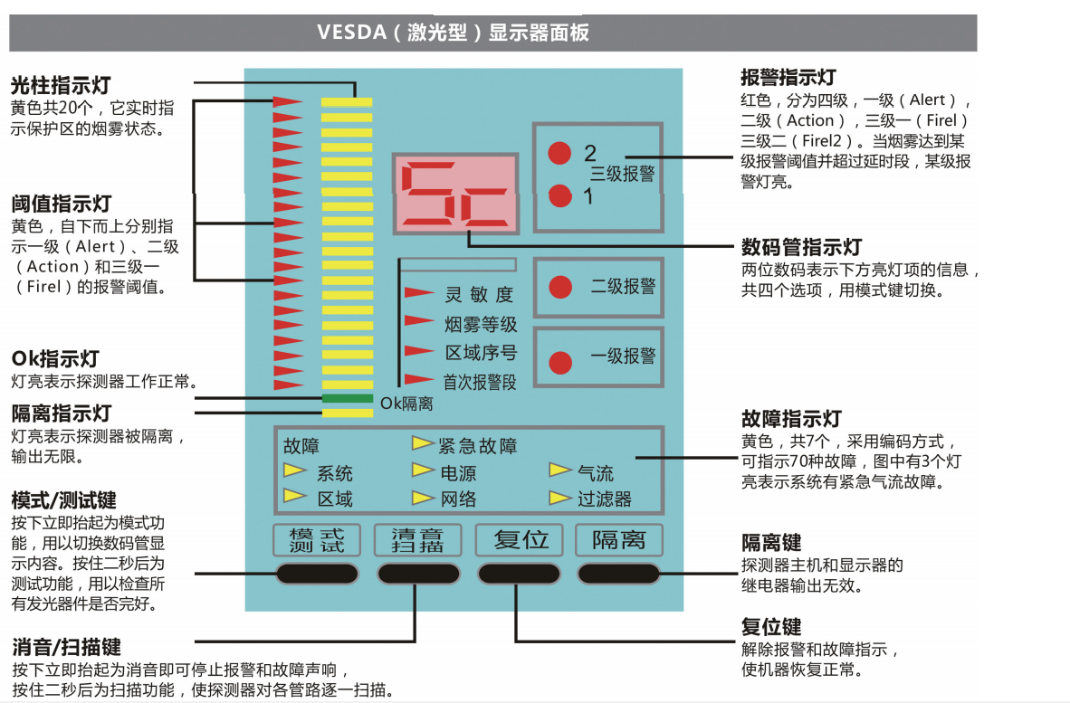 VESDA（激光型）显示器面板
光柱指示灯
黄色共20个，它实时指
示保护区的烟雾状态。
阈值指示灯
黄色，自下而上分别指
示一级（Alert）、二级
（Action）和三级一
（Firel）的报警阈值。
Ok指示灯
灯亮表示探测器工作正常。
隔离指示灯
灯亮表示探测器被隔离，
输出无限。
模式/测试键
按下立即抬起为模式功
能，用以切换数码管显
示内容。按住二秒后为
测试功能，用以检查所
有发光器件是否完好。
消音/扫描键
按下立即抬起为消音即可停止报警和故障声响，
按住二秒后为扫描功能，使探测器对各管路逐一扫描。
Sc
2
三级报警
1
二级报警
一级报警
灵敏度
烟雾等级
区域序号
首次报警段
Ok隔离
故障
紧急故障
系统
电源
气流
区域
网络
过滤器
模式
测试
清音
扫描
复位
隔离
报警指示灯
红色，分为四级，一级（Alert），
二级（Action），三级一（Firel）
三级二（Firel2）。当烟雾达到某
级报警阈值并超过延时段，某级报
警灯亮。
数码管指示灯
两位数码表示下方亮灯项的信息，
共四个选项，用模式键切换。
故障指示灯
黄色，共7个，采用编码方式，
可指示70种故障，图中有3个灯
亮表示系统有紧急气流故障。
隔离键
探测器主机和显示器的
继电器输出无效。
复位键
解除报警和故障指示，
使机器恢复正常。